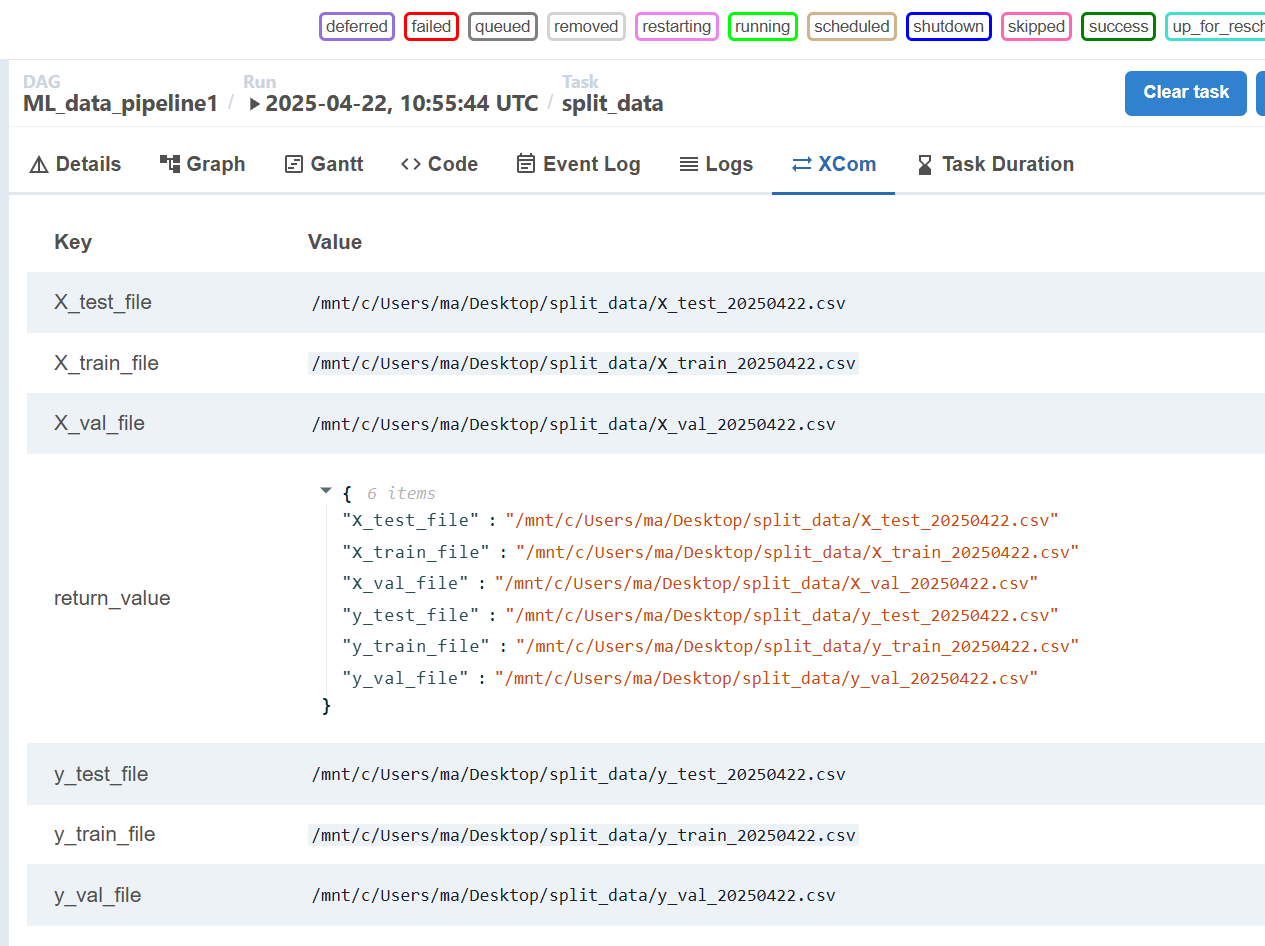 deferred failed queued removed restarting running scheduled shutdown skipped success up_for_resch
DAG Run Task
ML_data_pipeline1 / 2025-04-22, 10:55:44 UTC / split_data
Clear task
Details Graph Gantt Code Event Log Logs XCom Task Duration
Key Value
X_test_file /mnt/c/Users/ma/Desktop/split_data/X_test_20250422.csv
X_train_file /mnt/c/Users/ma/Desktop/split_data/X_train_20250422.csv
X_val_file /mnt/c/Users/ma/Desktop/split_data/X_val_20250422.csv
{ 6 items
"X_test_file" : "/mnt/c/Users/ma/Desktop/split_data/X_test_20250422.csv"
"X_train_file" : "/mnt/c/Users/ma/Desktop/split_data/X_train_20250422.csv"
"X_val_file" : "/mnt/c/Users/ma/Desktop/split_data/X_val_20250422.csv"
return_value
"y_test_file" : "/mnt/c/Users/ma/Desktop/split_data/y_test_20250422.csv"
"y_train_file" : "/mnt/c/Users/ma/Desktop/split_data/y_train_20250422.csv"
"y_val_file" : "/mnt/c/Users/ma/Desktop/split_data/y_val_20250422.csv"
}
y_test_file /mnt/c/Users/ma/Desktop/split_data/y_test_20250422.csv
y_train_file /mnt/c/Users/ma/Desktop/split_data/y_train_20250422.csv
y_val_file /mnt/c/Users/ma/Desktop/split_data/y_val_20250422.csv